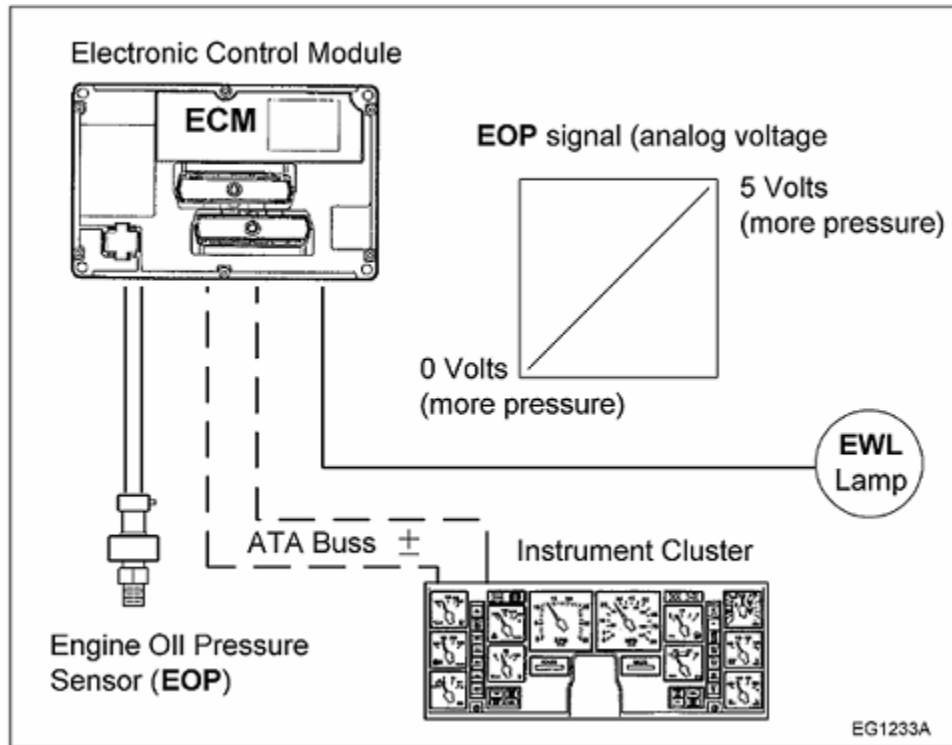 Electronic Control Module
ECM
EOP signal (analog voltage
5 Volts
(more pressure)
0 Volts
(more pressure)
EWL
Lamp
ATA Buss ±
Instrument Cluster
Engine OIl Pressure
Sensor (EOP)
EG1233A